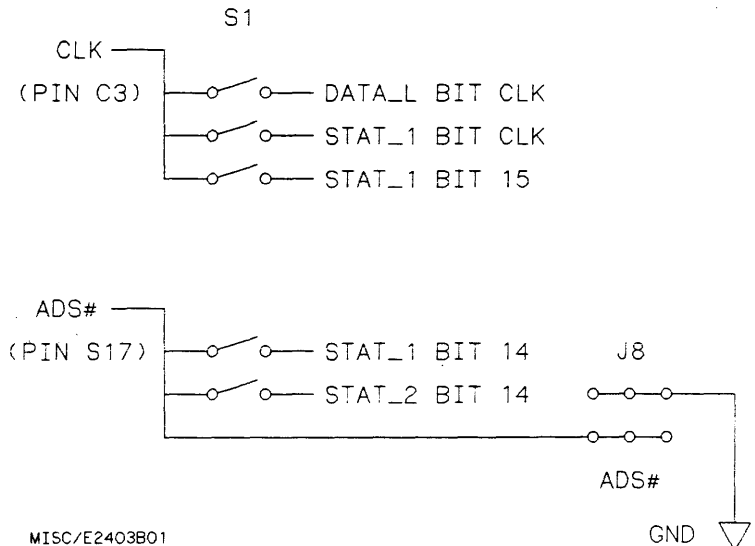 S1
CLK
(PIN C3)
DATA_L BIT CLK
STAT_1 BIT CLK
STAT_1 BIT 15
ADS#
(PIN S17)
STAT_1 BIT 14
J8
STAT_2 BIT 14
ADS#
MISC/E2403B01
GND